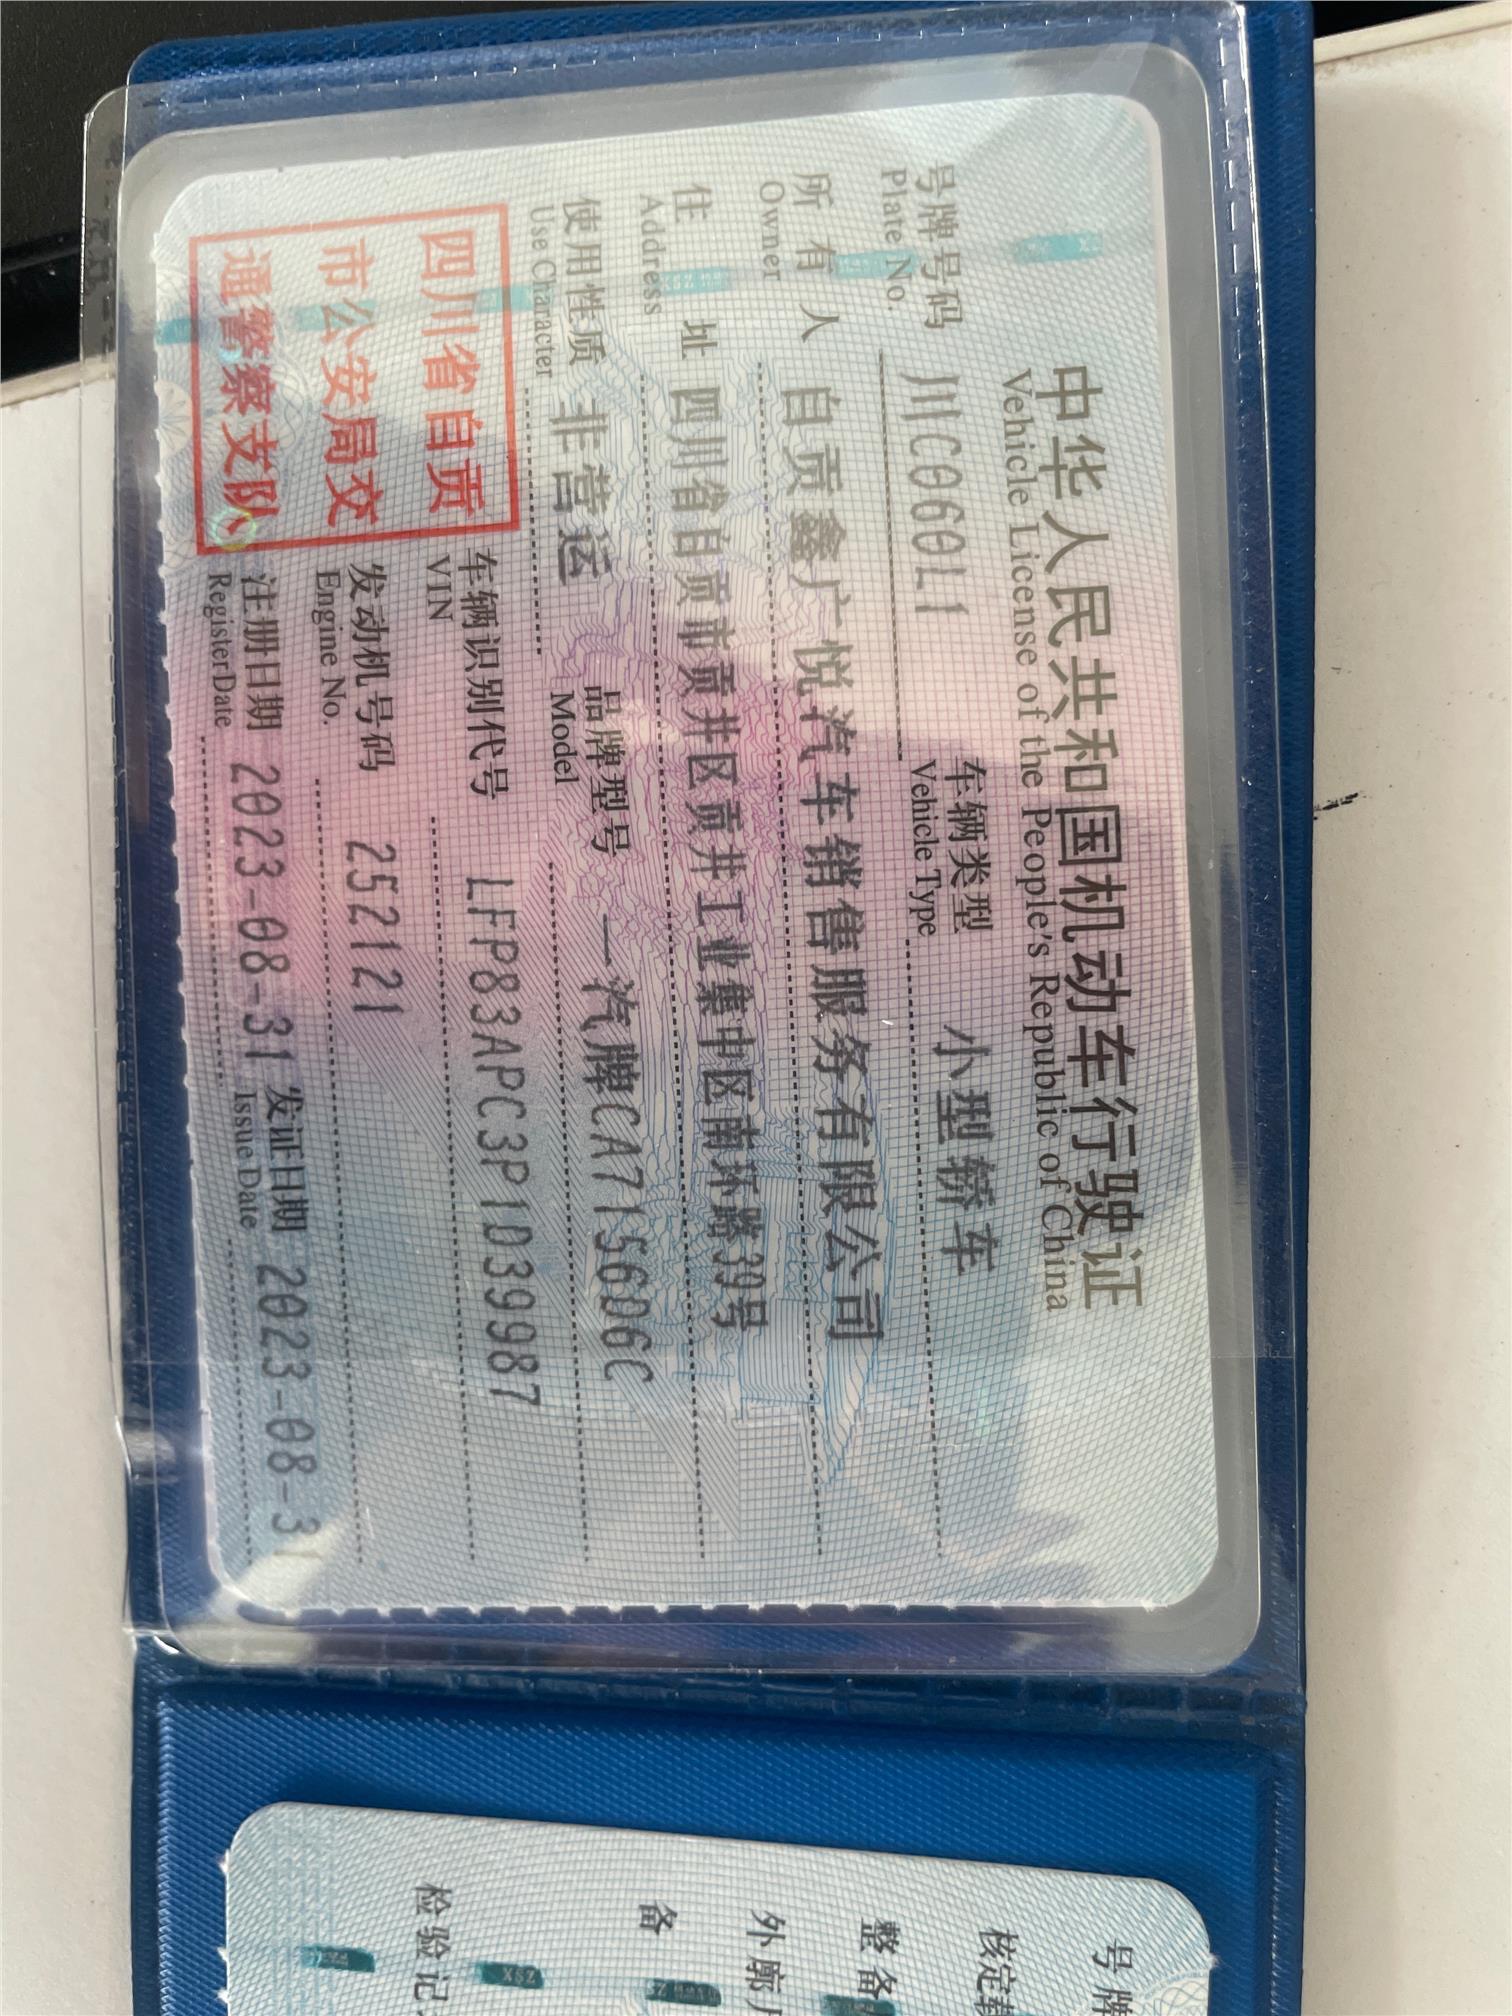 中华人民共和国机动车行驶证
Vehicle License of the People's Republic of China
号牌号码 川C060L1 车辆类型 小型轿车
Plate No. Vehicle Type
所有人 自贡鑫广悦汽车销售服务有限公司
Owner
住址 四川省自贡市贡井区贡井工业集中区南环路39号
Address
使用性质 非营运 品牌型号 一汽牌CA7156D6C
Use Character Model
四川省自贡
市公安局交
通警察支队
车辆识别代号 LFP83APC3P1D39987
VIN
发动机号码 252121
Engine No.
注册日期 2023-08-31 发证日期 2023-08-3
Register Date Issue Date
号牌
核定
整备
外廓
备
检验记